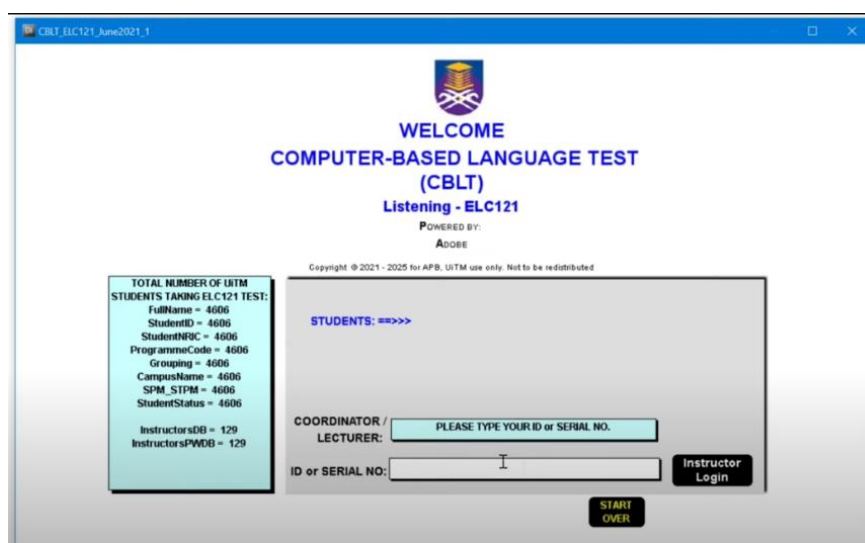 CBLT_ELC121_June2021_1
WELCOME
COMPUTER-BASED LANGUAGE TEST
(CBLT)
Listening - ELC121
POWERED BY:
ADOBE
Copyright @ 2021 - 2025 for APB, UiTM use only. Not to be redistributed
TOTAL NUMBER OF UiTM
STUDENTS TAKING ELC121 TEST:
FullName = 4606
StudentID = 4606
StudentNRIC = 4606
ProgrammeCode = 4606
Grouping = 4606
CampusName = 4606
SPM_STPM = 4606
StudentStatus = 4606
InstructorsDB = 129
InstructorsPWDB = 129
STUDENTS: ==>>>
COORDINATOR /
LECTURER:
PLEASE TYPE YOUR ID or SERIAL NO.
ID or SERIAL NO:
Instructor
Login
START
OVER